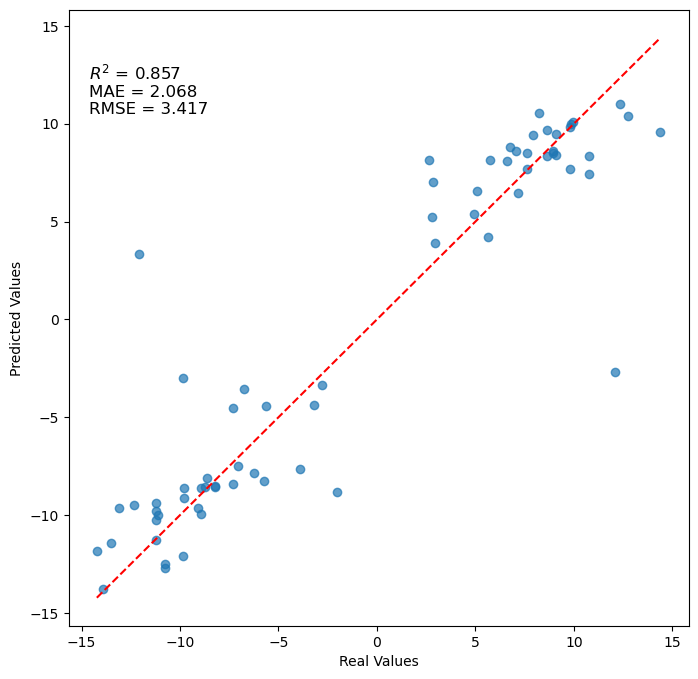 R² = 0.857
MAE = 2.068
RMSE = 3.417
15
10
5
0
−5
−10
−15
Predicted Values
−15 −10 −5 0 5 10 15
Real Values